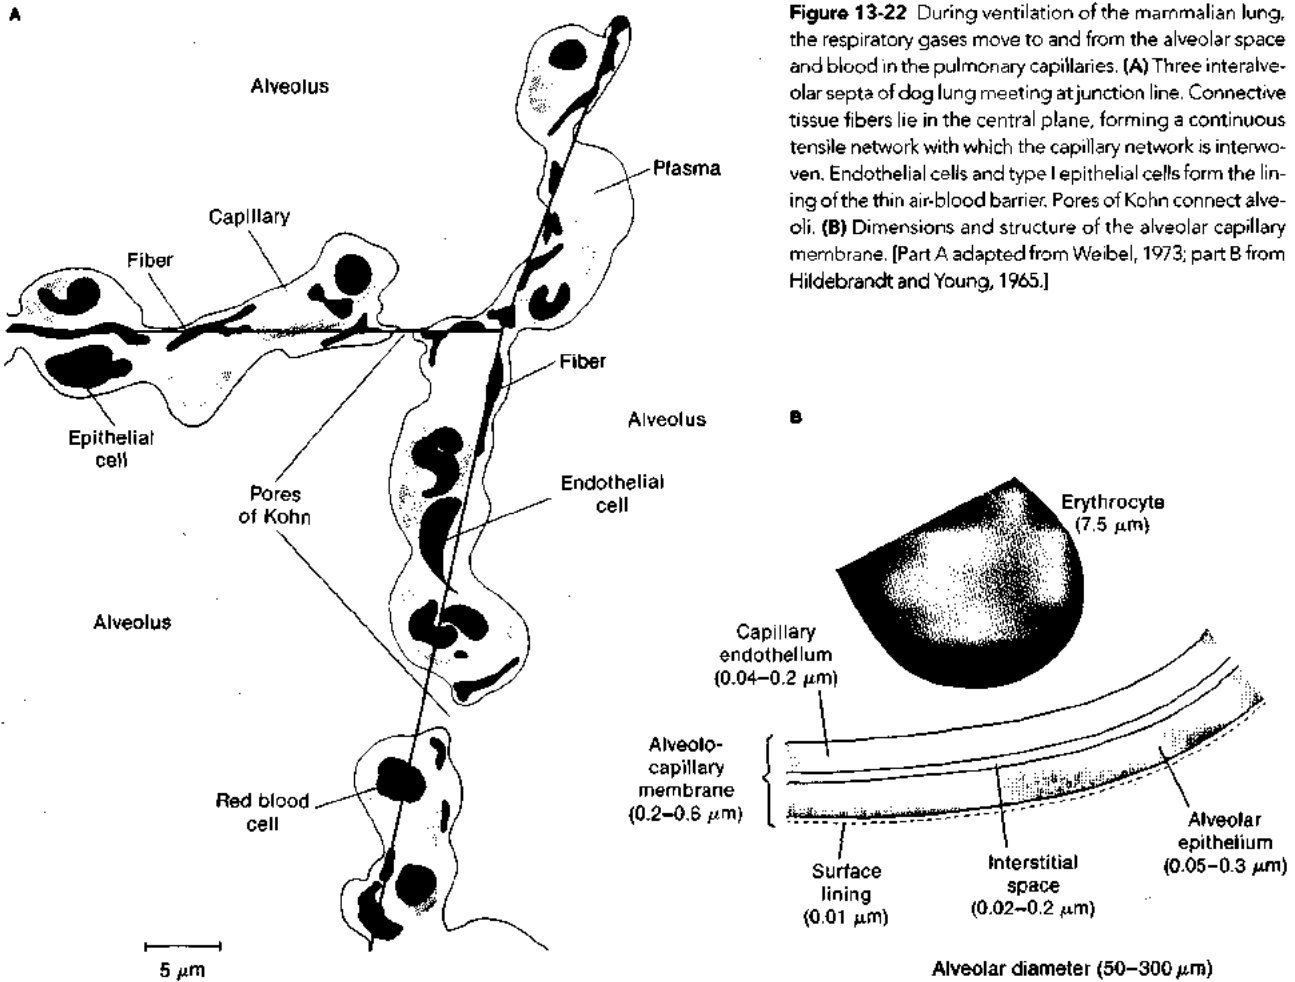 A
Figure 13-22 During ventilation of the mammalian lung,
the respiratory gases move to and from the alveolar space
and blood in the pulmonary capillaries. (A) Three interalve-
olar septa of dog lung meeting at junction line. Connective
tissue fibers lie in the central plane, forming a continuous
tensile network with which the capillary network is interwo-
ven. Endothelial cells and type I epithelial cells form the lin-
ing of the thin air-blood barrier. Pores of Kohn connect alve-
oli. (B) Dimensions and structure of the alveolar capillary
membrane. [Part A adapted from Weibel, 1973; part B from
Hildebrandt and Young, 1965.]
Alveolus
Plasma
Capillary
Fiber
Fiber
Alveolus
Epithelial
cell
Pores
of Kohn
Endothelial
cell
Alveolus
Red blood
cell
5 μm
B
Erythrocyte
(7.5 μm)
Capillary
endothelium
(0.04–0.2 μm)
Alveolo-
capillary
membrane
(0.2–0.6 μm)
Surface
lining
(0.01 μm)
Interstitial
space
(0.02–0.2 μm)
Alveolar
epithelium
(0.05–0.3 μm)
Alveolar diameter (50–300 μm)